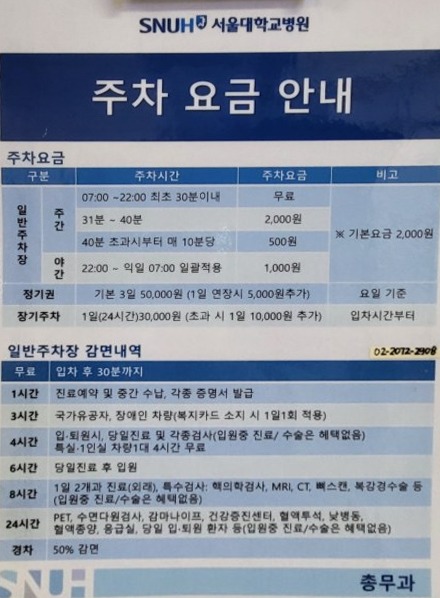 SNUH 서울대학교병원
주차 요금 안내
주차요금
구분 주차시간 주차요금 비고
일반주차장 주간 07:00 ~22:00 최초 30분이내 무료 ※ 기본요금 2,000원
31분 ~ 40분 2,000원
40분 초과시부터 매 10분당 500원
야간 22:00 ~ 익일 07:00 일괄적용 1,000원
정기권 기본 3일 50,000원 (1일 연장시 5,000원추가) 요일 기준
장기주차 1일(24시간)30,000원 (초과 시 1일 10,000원 추가) 입차시간부터
일반주차장 감면내역 02-2072-2908
무료 입차 후 30분까지
1시간 진료예약 및 중간 수납, 각종 증명서 발급
3시간 국가유공자, 장애인 차량(복지카드 소지 시 1일1회 적용)
4시간 입·퇴원시, 당일진료 및 각종검사(입원중 진료/ 수술은 혜택없음)
특실·1인실 차량1대 4시간 무료
6시간 당일진료 후 입원
8시간 1일 2개과 진료(외래), 특수검사: 핵의학검사, MRI, CT, 뼈스캔, 복강경수술 등
(입원중 진료/수술은 혜택없음)
24시간 PET, 수면다원검사, 감마나이프, 건강증진센터, 혈액투석, 낮병동,
혈액종양, 응급실, 당일 입·퇴원 환자 등(입원중 진료/수술은 혜택없음)
경차 50% 감면
SNUH 총무과